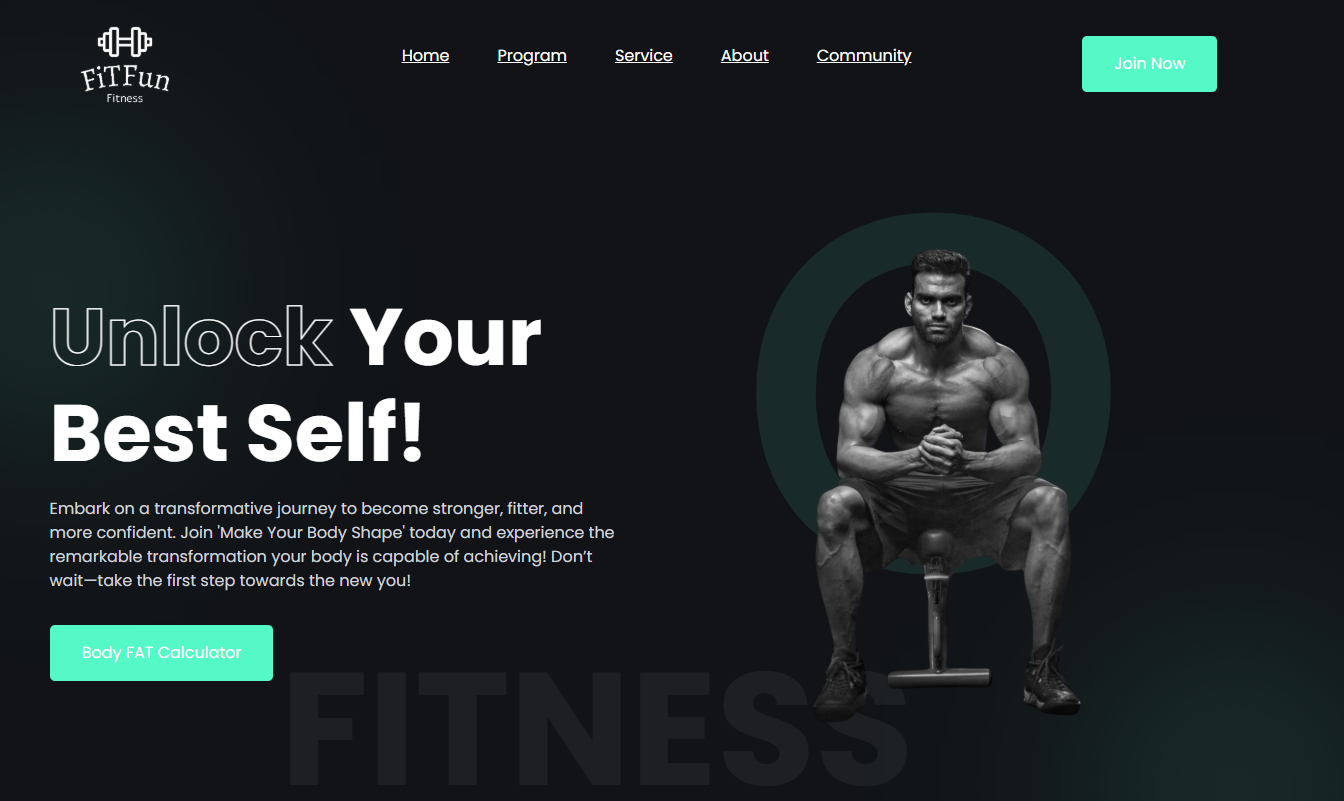 FiTFun
Fitness
Home Program Service About Community
Join Now
Unlock Your
Best Self!
Embark on a transformative journey to become stronger, fitter, and
more confident. Join 'Make Your Body Shape' today and experience the
remarkable transformation your body is capable of achieving! Don’t
wait—take the first step towards the new you!
Body FAT Calculator
FITNESS